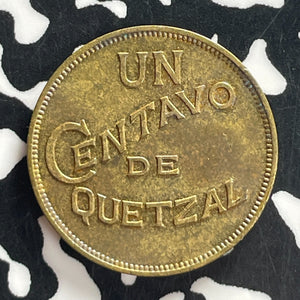 UN
CENTAVO
DE
QUETZAL